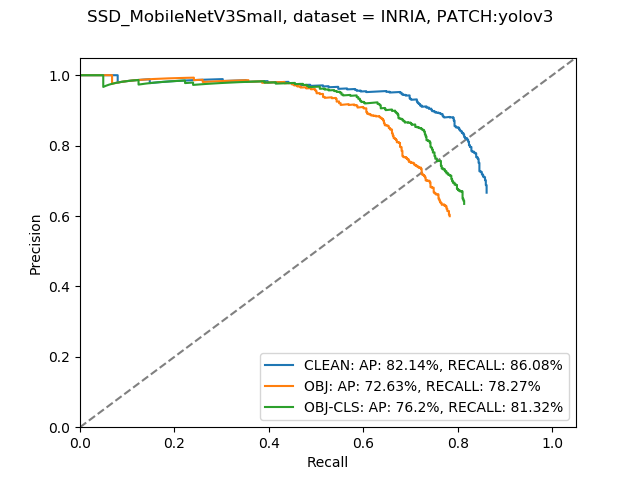 SSD_MobileNetV3Small, dataset = INRIA, PATCH:yolov3
1.0
0.8
0.6
0.4
0.2
0.0
Precision
CLEAN: AP: 82.14%, RECALL: 86.08%
OBJ: AP: 72.63%, RECALL: 78.27%
OBJ-CLS: AP: 76.2%, RECALL: 81.32%
0.0 0.2 0.4 0.6 0.8 1.0
Recall